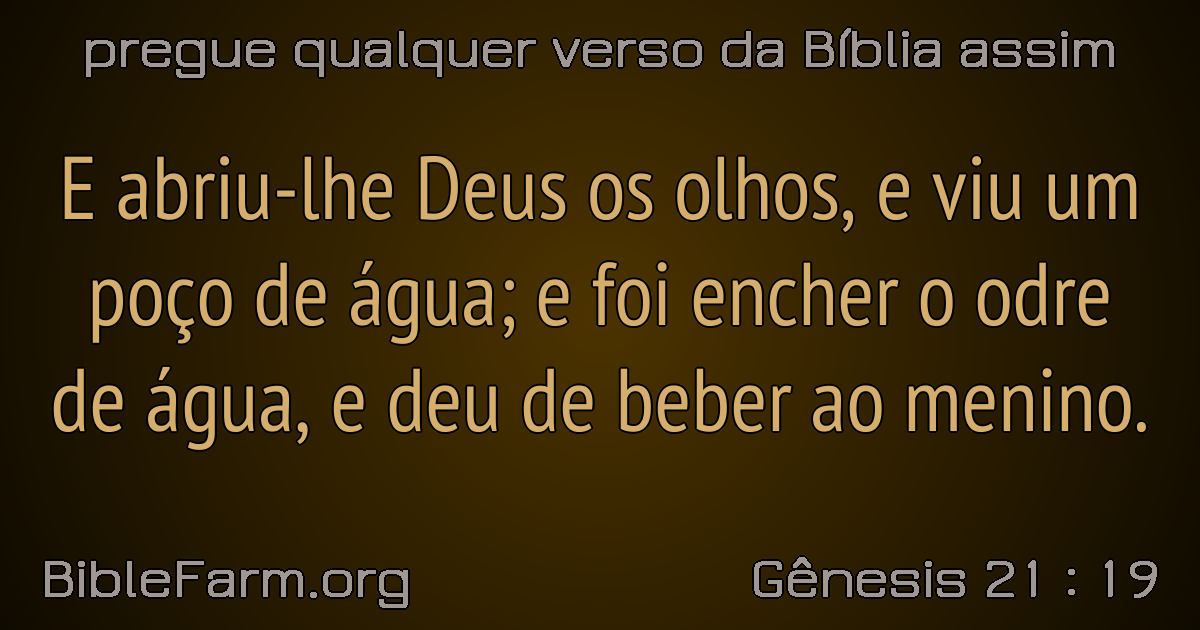 pregue qualquer verso da Bíblia assim
E abriu-lhe Deus os olhos, e viu um
poço de água; e foi encher o odre
de água, e deu de beber ao menino.
BibleFarm.org
Gênesis 21 : 19